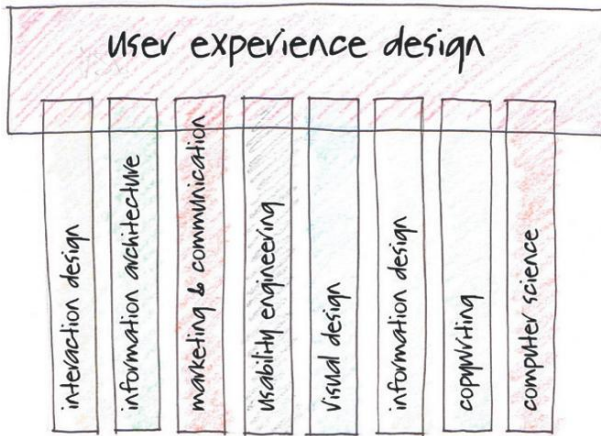 user experience design
interaction design
information architecture
marketing & communication
usability engineering
visual design
information design
copywriting
computer science